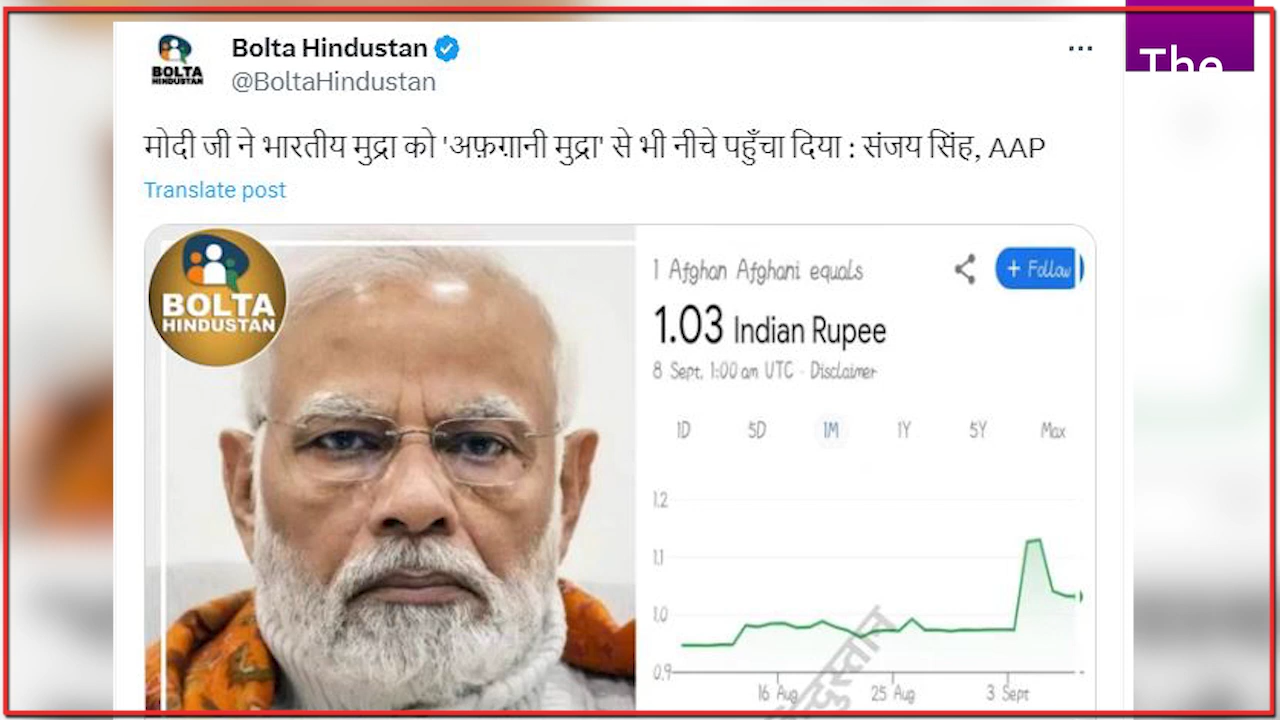 The
Bolta Hindustan
BOLTA
HINDUSTAN
@BoltaHindustan
मोदी जी ने भारतीय मुद्रा को 'अफ़ग़ानी मुद्रा' से भी नीचे पहुँचा दिया : संजय सिंह, AAP
Translate post
BOLTA
HINDUSTAN
1 Afghan Afghani equals
+ Follow
1.03 Indian Rupee
8 Sept, 1:00 am UTC - Disclaimer
1D 5D 1M 1Y 5Y Max
1.2
1.1
1.0
0.9
16 Aug 25 Aug 3 Sept